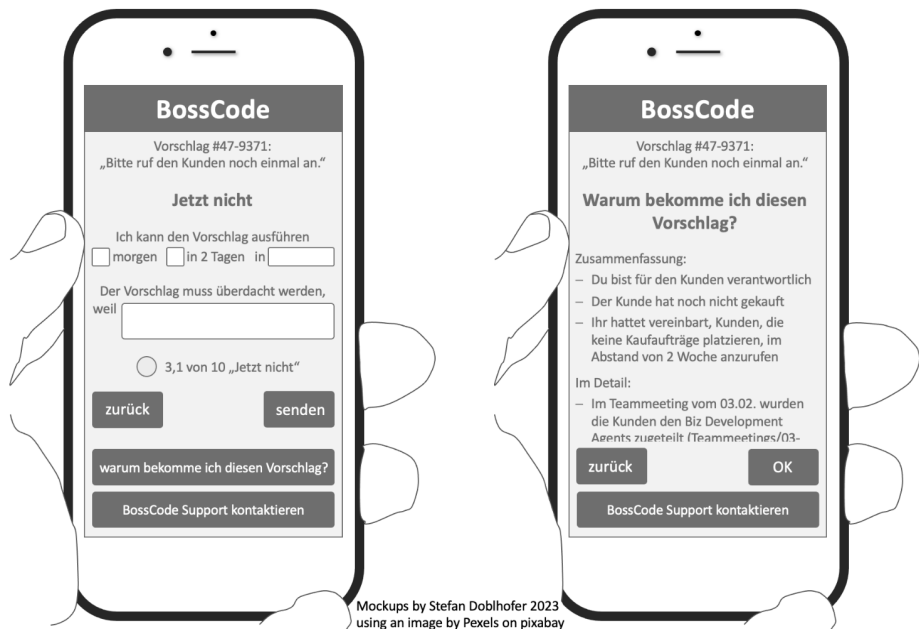 BossCode
Vorschlag #47-9371:
„Bitte ruf den Kunden noch einmal an.“
Jetzt nicht
Ich kann den Vorschlag ausführen
morgen in 2 Tagen in
Der Vorschlag muss überdacht werden,
weil
3,1 von 10 „Jetzt nicht“
zurück senden
warum bekomme ich diesen Vorschlag?
BossCode Support kontaktieren
BossCode
Vorschlag #47-9371:
„Bitte ruf den Kunden noch einmal an.“
Warum bekomme ich diesen
Vorschlag?
Zusammenfassung:
– Du bist für den Kunden verantwortlich
– Der Kunde hat noch nicht gekauft
– Ihr hattet vereinbart, Kunden, die
keine Kaufaufträge platzieren, im
Abstand von 2 Woche anzurufen
Im Detail:
– Im Teammeeting vom 03.02. wurden
die Kunden den Biz Development
Agents zugeteilt (Teammeetings/03-
zurück OK
BossCode Support kontaktieren
Mockups by Stefan Doblhofer 2023
using an image by Pexels on pixabay